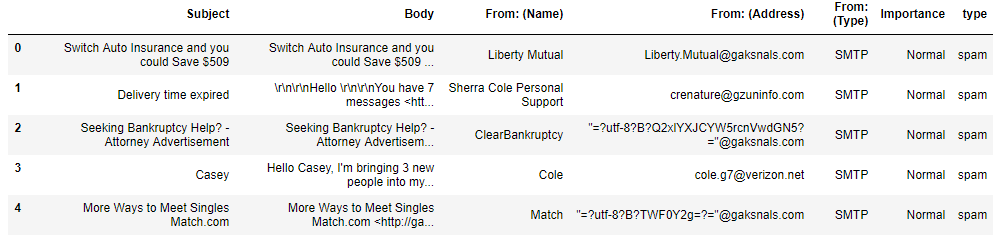 Subject Body From: (Name) From: (Address) From: (Type) Importance type
0 Switch Auto Insurance and you could Save $509 Switch Auto Insurance and you could Save $509 ... Liberty Mutual Liberty.Mutual@gaksnals.com SMTP Normal spam
1 Delivery time expired \r\n\r\nHello \r\n\r\nYou have 7 messages <htt... Sherra Cole Personal Support crenature@gzuninfo.com SMTP Normal spam
2 Seeking Bankruptcy Help? - Attorney Advertisement Seeking Bankruptcy Help? - Attorney Advertisem... ClearBankruptcy "=?utf-8?B?Q2xlYXJCYW5rcnVwdGN5?="@gaksnals.com SMTP Normal spam
3 Casey Hello Casey, I'm bringing 3 new people into my... Cole cole.g7@verizon.net SMTP Normal spam
4 More Ways to Meet Singles Match.com More Ways to Meet Singles Match.com <http://ga... Match "=?utf-8?B?TWF0Y2g=?="@gaksnals.com SMTP Normal spam